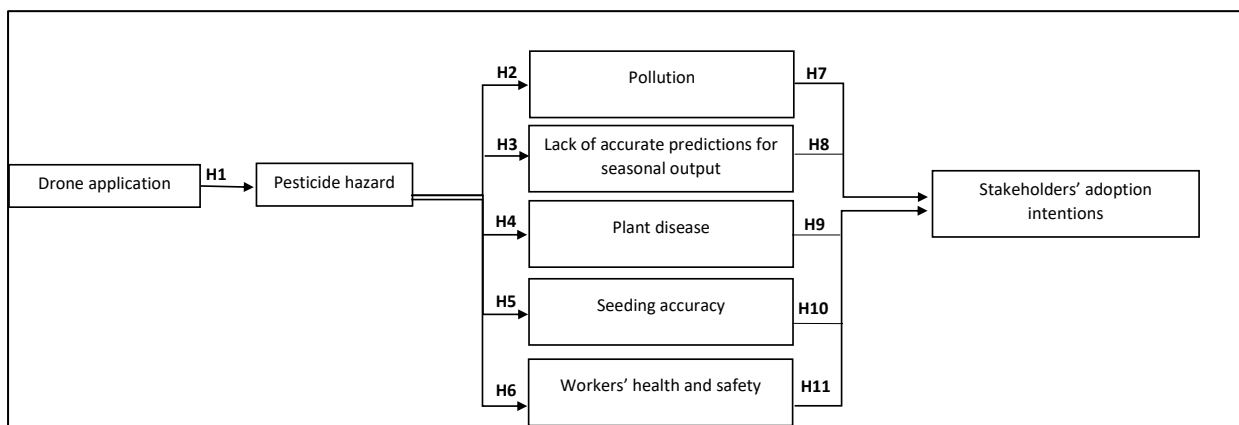 H2
Pollution
H7
H3
Lack of accurate predictions for
seasonal output
H8
Drone application
H1
Pesticide hazard
Stakeholders’ adoption
intentions
H4
Plant disease
H9
H5
Seeding accuracy
H10
H6
Workers’ health and safety
H11